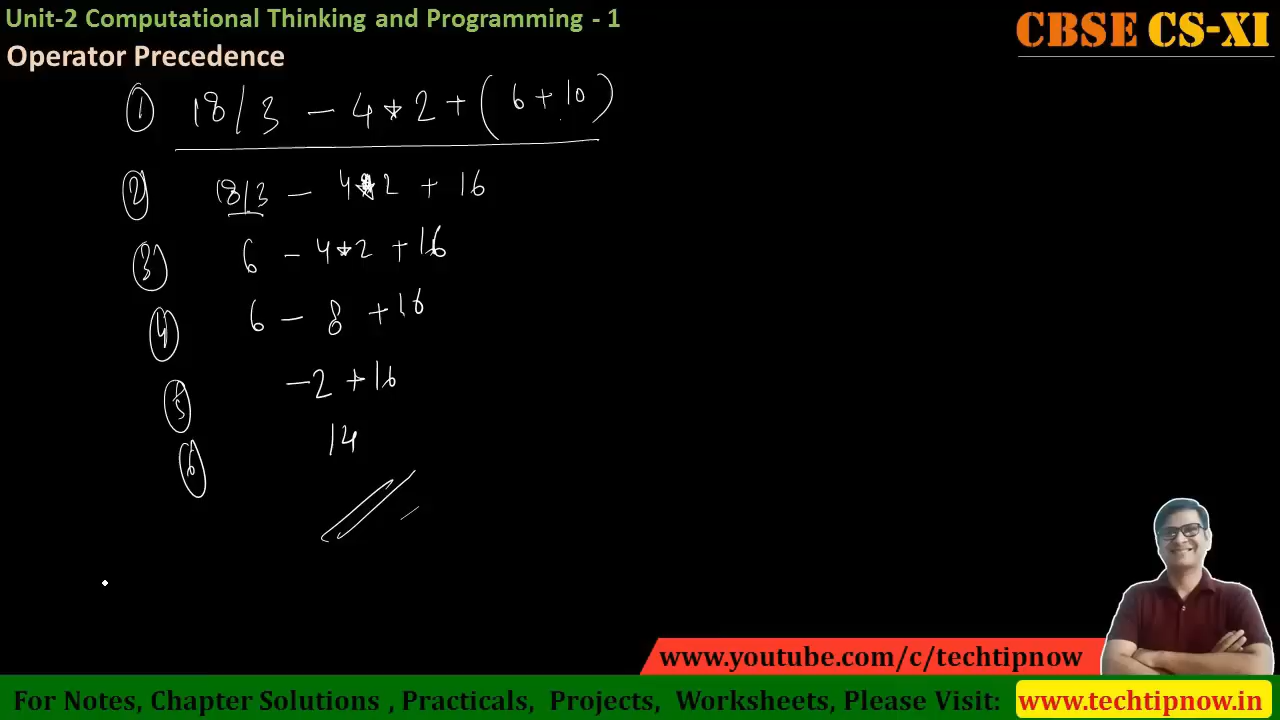 Unit-2 Computational Thinking and Programming - 1
CBSE CS-XI
Operator Precedence
① 18/3 - 4*2 + (6+10)
② 18/3 - 4*2 + 16
③ 6 - 4*2 + 16
④ 6 - 8 + 16
⑤ -2 + 16
⑥ 14
www.youtube.com/c/techtipnow
For Notes, Chapter Solutions , Practicals, Projects, Worksheets, Please Visit: www.techtipnow.in